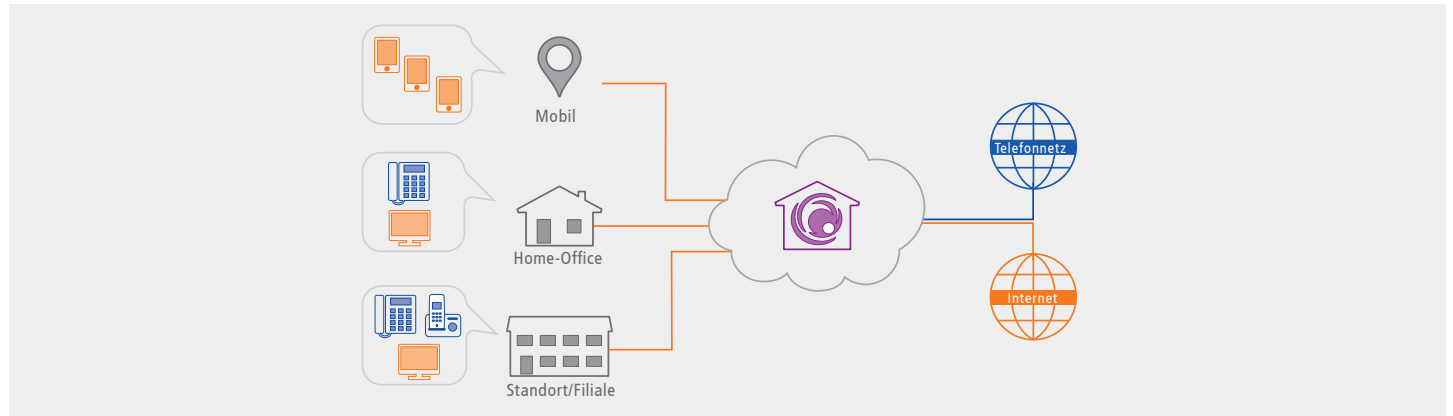 Mobil
Telefonnetz
Home-Office
Internet
Standort/Filiale